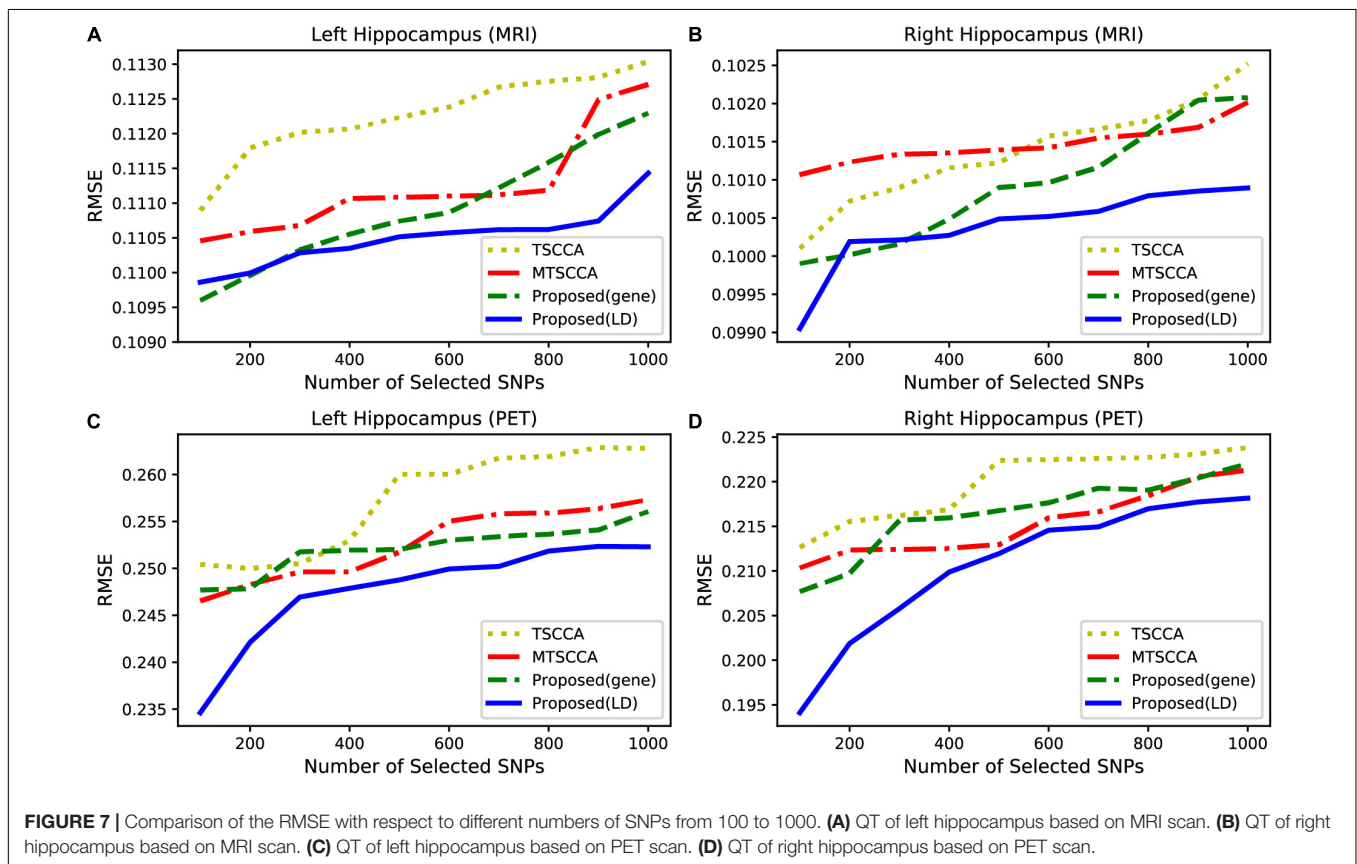 A
Left Hippocampus (MRI)
0.1130
0.1125
0.1120
0.1115
0.1110
0.1105
0.1100
0.1095
0.1090
RMSE
200 400 600 800 1000
Number of Selected SNPs
TSCCA
MTSCCA
Proposed(gene)
Proposed(LD)
B
Right Hippocampus (MRI)
0.1025
0.1020
0.1015
0.1010
0.1005
0.1000
0.0995
0.0990
RMSE
200 400 600 800 1000
Number of Selected SNPs
TSCCA
MTSCCA
Proposed(gene)
Proposed(LD)
C
Left Hippocampus (PET)
0.260
0.255
0.250
0.245
0.240
0.235
RMSE
200 400 600 800 1000
Number of Selected SNPs
TSCCA
MTSCCA
Proposed(gene)
Proposed(LD)
D
Right Hippocampus (PET)
0.225
0.220
0.215
0.210
0.205
0.200
0.195
RMSE
200 400 600 800 1000
Number of Selected SNPs
TSCCA
MTSCCA
Proposed(gene)
Proposed(LD)
FIGURE 7 | Comparison of the RMSE with respect to different numbers of SNPs from 100 to 1000. (A) QT of left hippocampus based on MRI scan. (B) QT of right
hippocampus based on MRI scan. (C) QT of left hippocampus based on PET scan. (D) QT of right hippocampus based on PET scan.